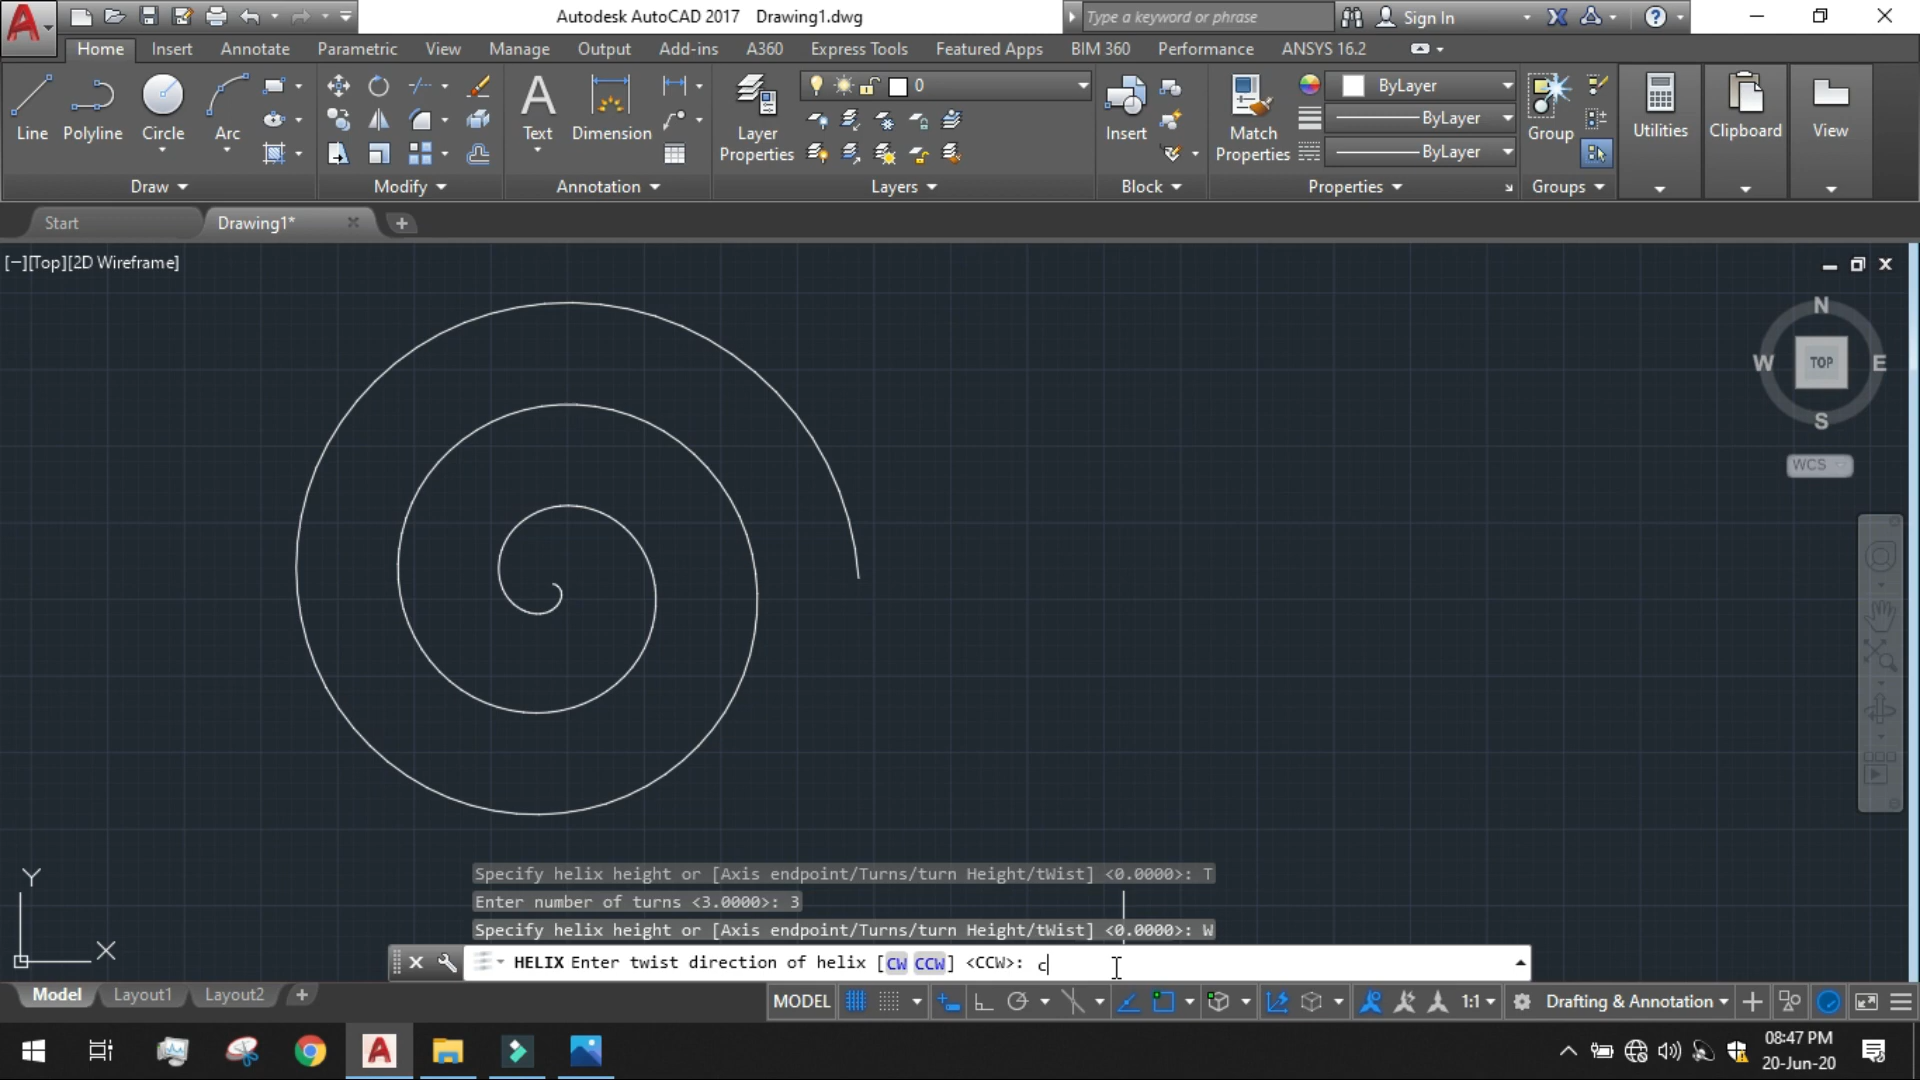 Autodesk AutoCAD 2017 Drawing1.dwg
Type a keyword or phrase
Sign In
Home Insert Annotate Parametric View Manage Output Add-ins A360 Express Tools Featured Apps BIM 360 Performance ANSYS 16.2
Line Polyline Circle Arc
Text Dimension
Layer Properties
0
Insert
Match Properties
ByLayer
ByLayer
ByLayer
Group
Utilities Clipboard View
Draw Modify Annotation Layers Block Properties Groups
Start Drawing1*
[−][Top][2D Wireframe]
N
W TOP E
S
WCS
Y
X
Specify helix height or [Axis endpoint/Turns/turn Height/tWist] <0.0000>: T
Enter number of turns <3.0000>: 3
Specify helix height or [Axis endpoint/Turns/turn Height/tWist] <0.0000>: W
HELIX Enter twist direction of helix [CW CCW] <CCW>: c
Model Layout1 Layout2
MODEL 1:1 Drafting & Annotation
08:47 PM
20-Jun-20